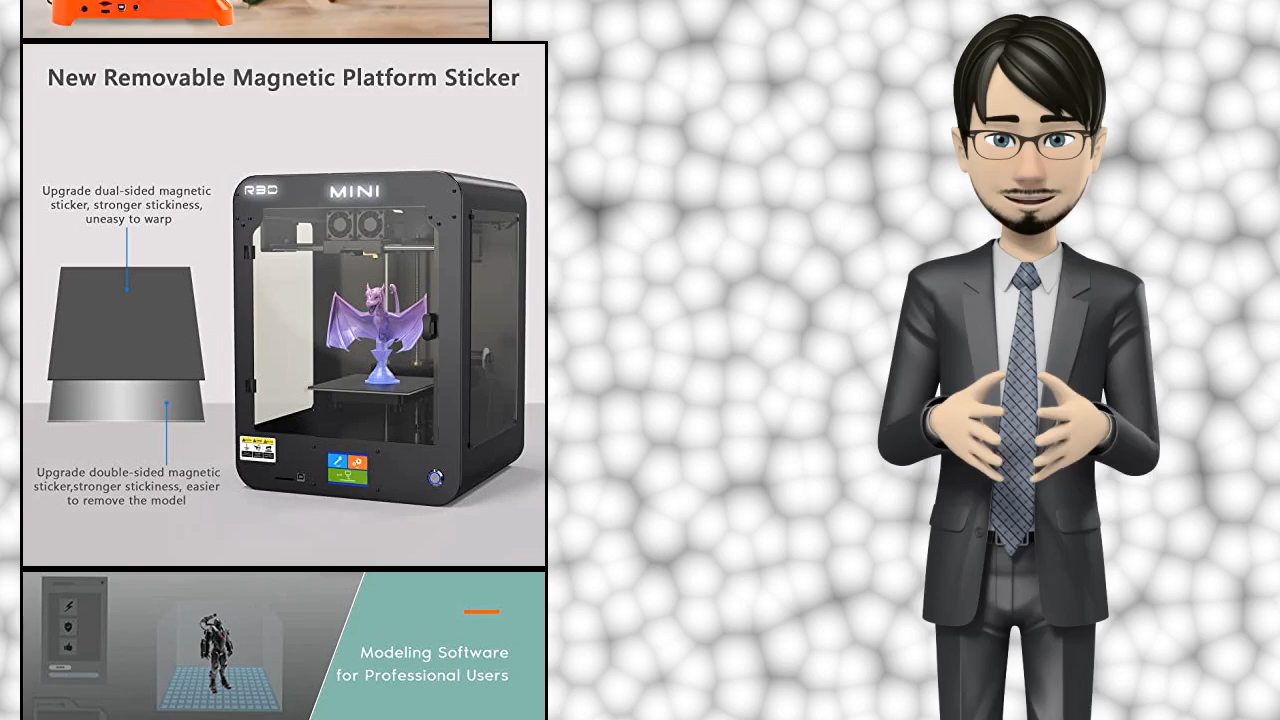 New Removable Magnetic Platform Sticker
Upgrade dual-sided magnetic
sticker, stronger stickiness,
uneasy to warp
R3D
MINI
Upgrade double-sided magnetic
sticker,stronger stickiness, easier
to remove the model
Modeling Software
for Professional Users